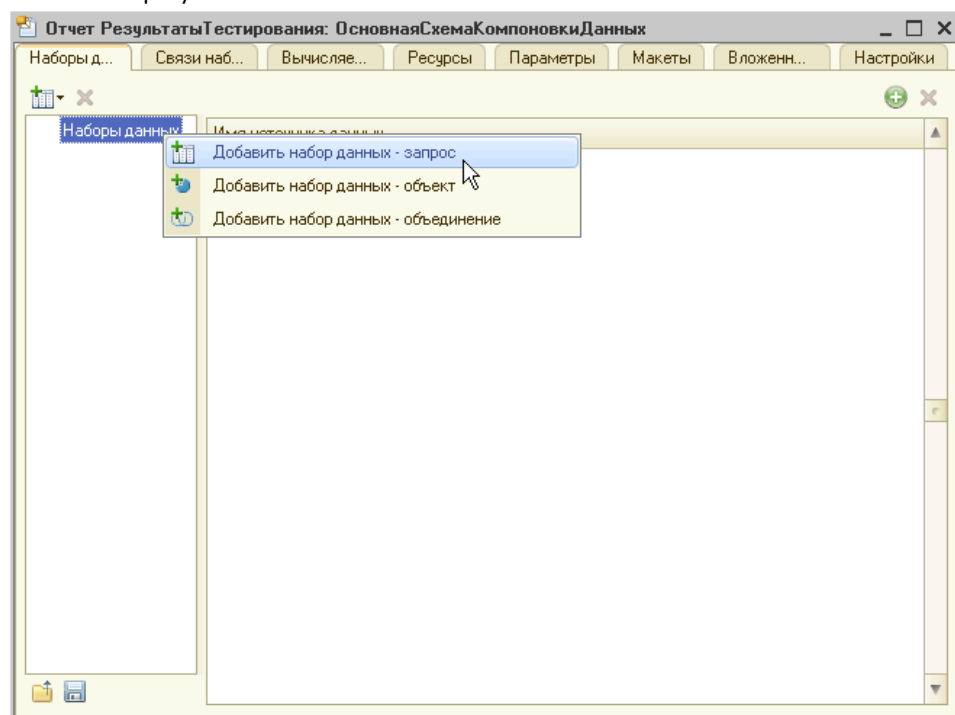 Отчет РезультатыТестирования: ОсновнаяСхемаКомпоновкиДанных
Наборы д... Связи наб... Вычисляе... Ресурсы Параметры Макеты Вложенн... Настройки
Наборы данных
Добавить набор данных - запрос
Добавить набор данных - объект
Добавить набор данных - объединение